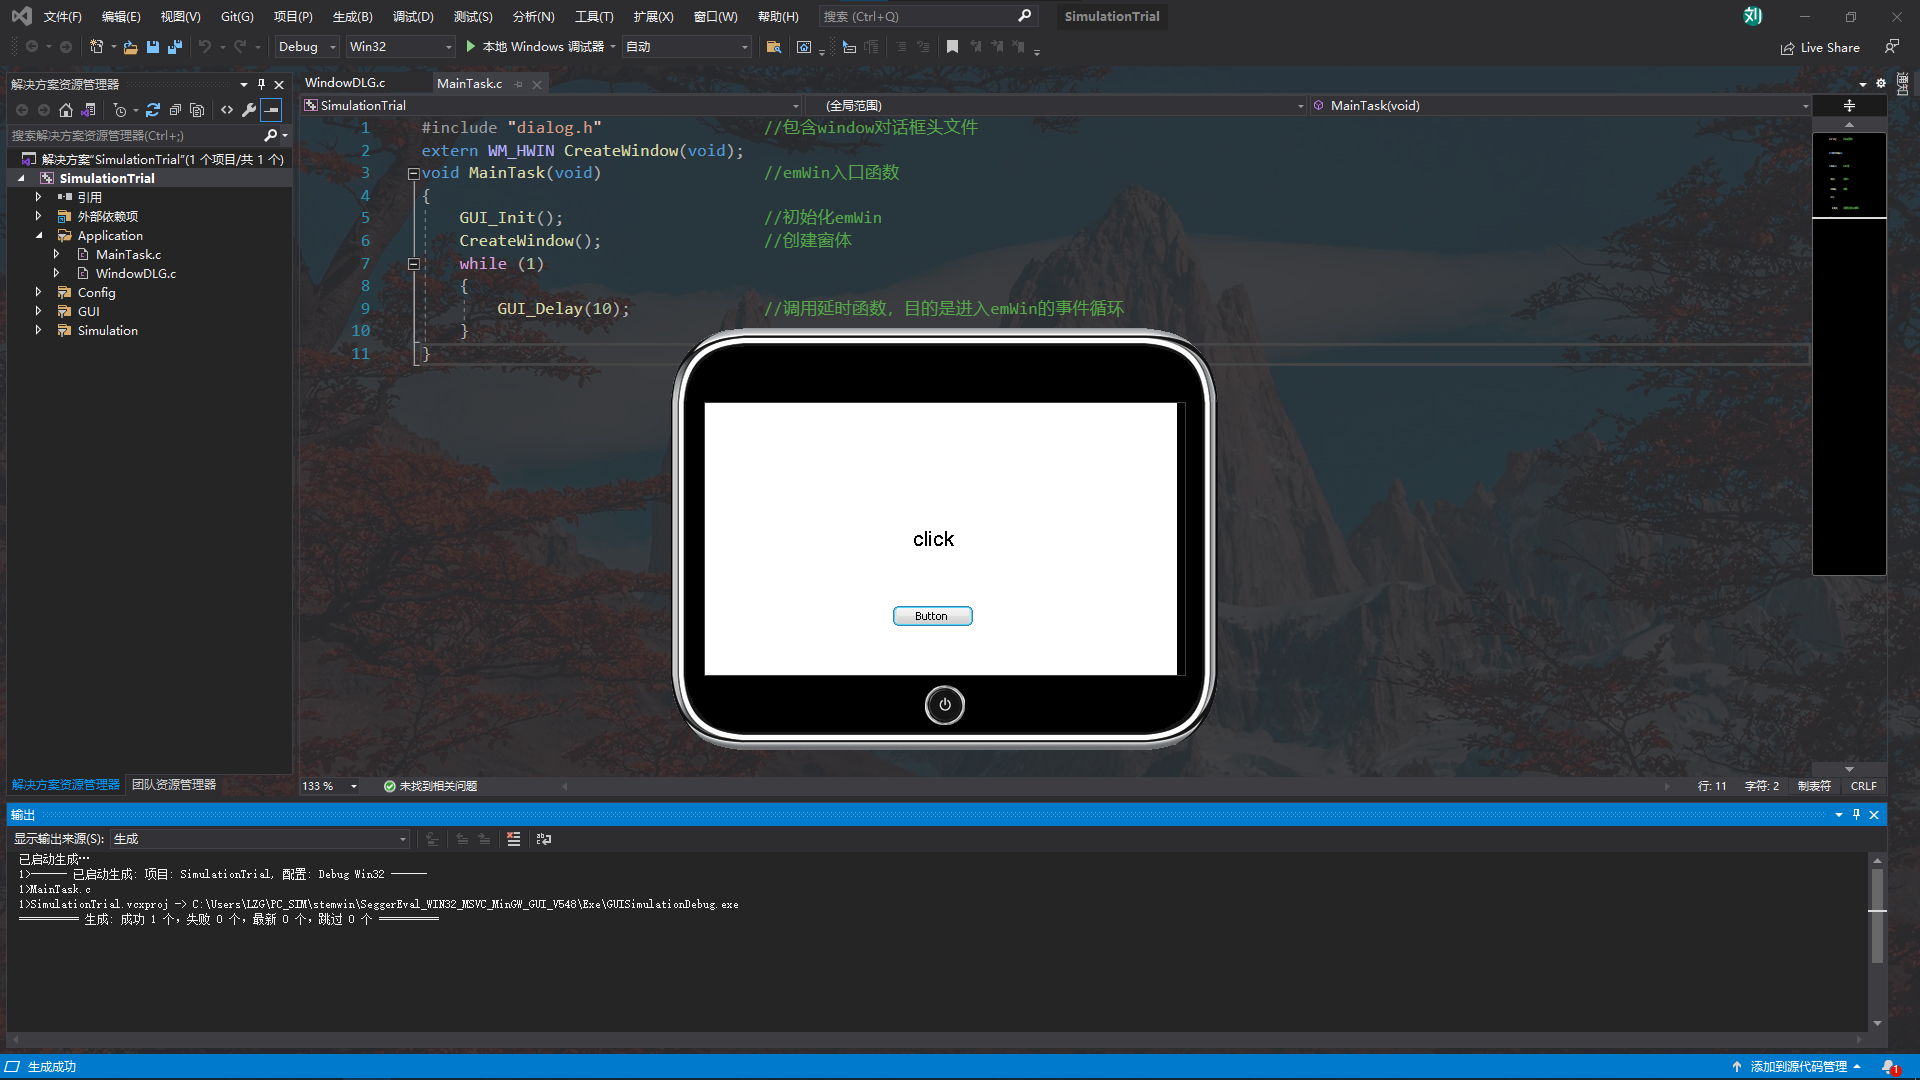 文件(F) 编辑(E) 视图(V) Git(G) 项目(P) 生成(B) 调试(D) 测试(S) 分析(N) 工具(T) 扩展(X) 窗口(W) 帮助(H) 搜索 (Ctrl+Q) SimulationTrial 刘
Debug Win32 本地 Windows 调试器 自动 Live Share
解决方案资源管理器
搜索解决方案资源管理器(Ctrl+;)
解决方案"SimulationTrial"(1 个项目/共 1 个)
SimulationTrial
引用
外部依赖项
Application
MainTask.c
WindowDLG.c
Config
GUI
Simulation
解决方案资源管理器 团队资源管理器
WindowDLG.c MainTask.c
SimulationTrial (全局范围) MainTask(void)
1 #include "dialog.h" //包含window对话框头文件
2 extern WM_HWIN CreateWindow(void);
3 void MainTask(void) //emWin入口函数
4 {
5 GUI_Init(); //初始化emWin
6 CreateWindow(); //创建窗体
7 while (1)
8 {
9 GUI_Delay(10); //调用延时函数, 目的是进入emWin的事件循环
10 }
11 }
click
Button
133 % 未找到相关问题 行: 11 字符: 2 制表符 CRLF
输出
显示输出来源(S): 生成
已启动生成…
1>------ 已启动生成: 项目: SimulationTrial, 配置: Debug Win32 ------
1>MainTask.c
1>SimulationTrial.vcxproj -> C:\Users\LZG\PC_SIM\stemwin\SeggerEval_WIN32_MSVC_MinGW_GUI_V548\Exe\GUISimulationDebug.exe
========== 生成: 成功 1 个，失败 0 个，最新 0 个，跳过 0 个 ==========
生成成功 添加到源代码管理 1